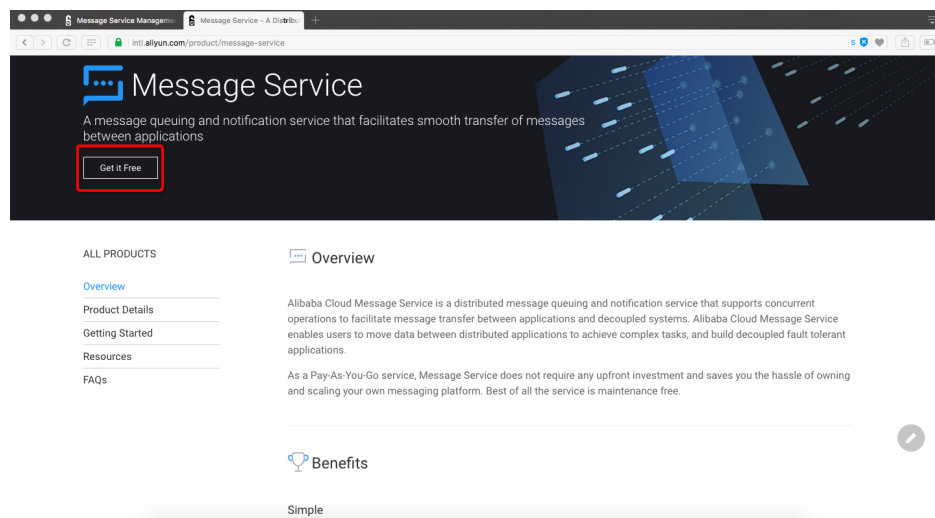 Message Service Manageme
Message Service - A Distribut
intl.aliyun.com/product/message-service
5
Message Service
A message queuing and notification service that facilitates smooth transfer of messages
between applications
Get it Free
ALL PRODUCTS
Overview
Product Details
Getting Started
Resources
FAQs
Overview
Alibaba Cloud Message Service is a distributed message queuing and notification service that supports concurrent
operations to facilitate message transfer between applications and decoupled systems. Alibaba Cloud Message Service
enables users to move data between distributed applications to achieve complex tasks, and build decoupled fault tolerant
applications.
As a Pay-As-You-Go service, Message Service does not require any upfront investment and saves you the hassle of owning
and scaling your own messaging platform. Best of all the service is maintenance free.
Benefits
Simple